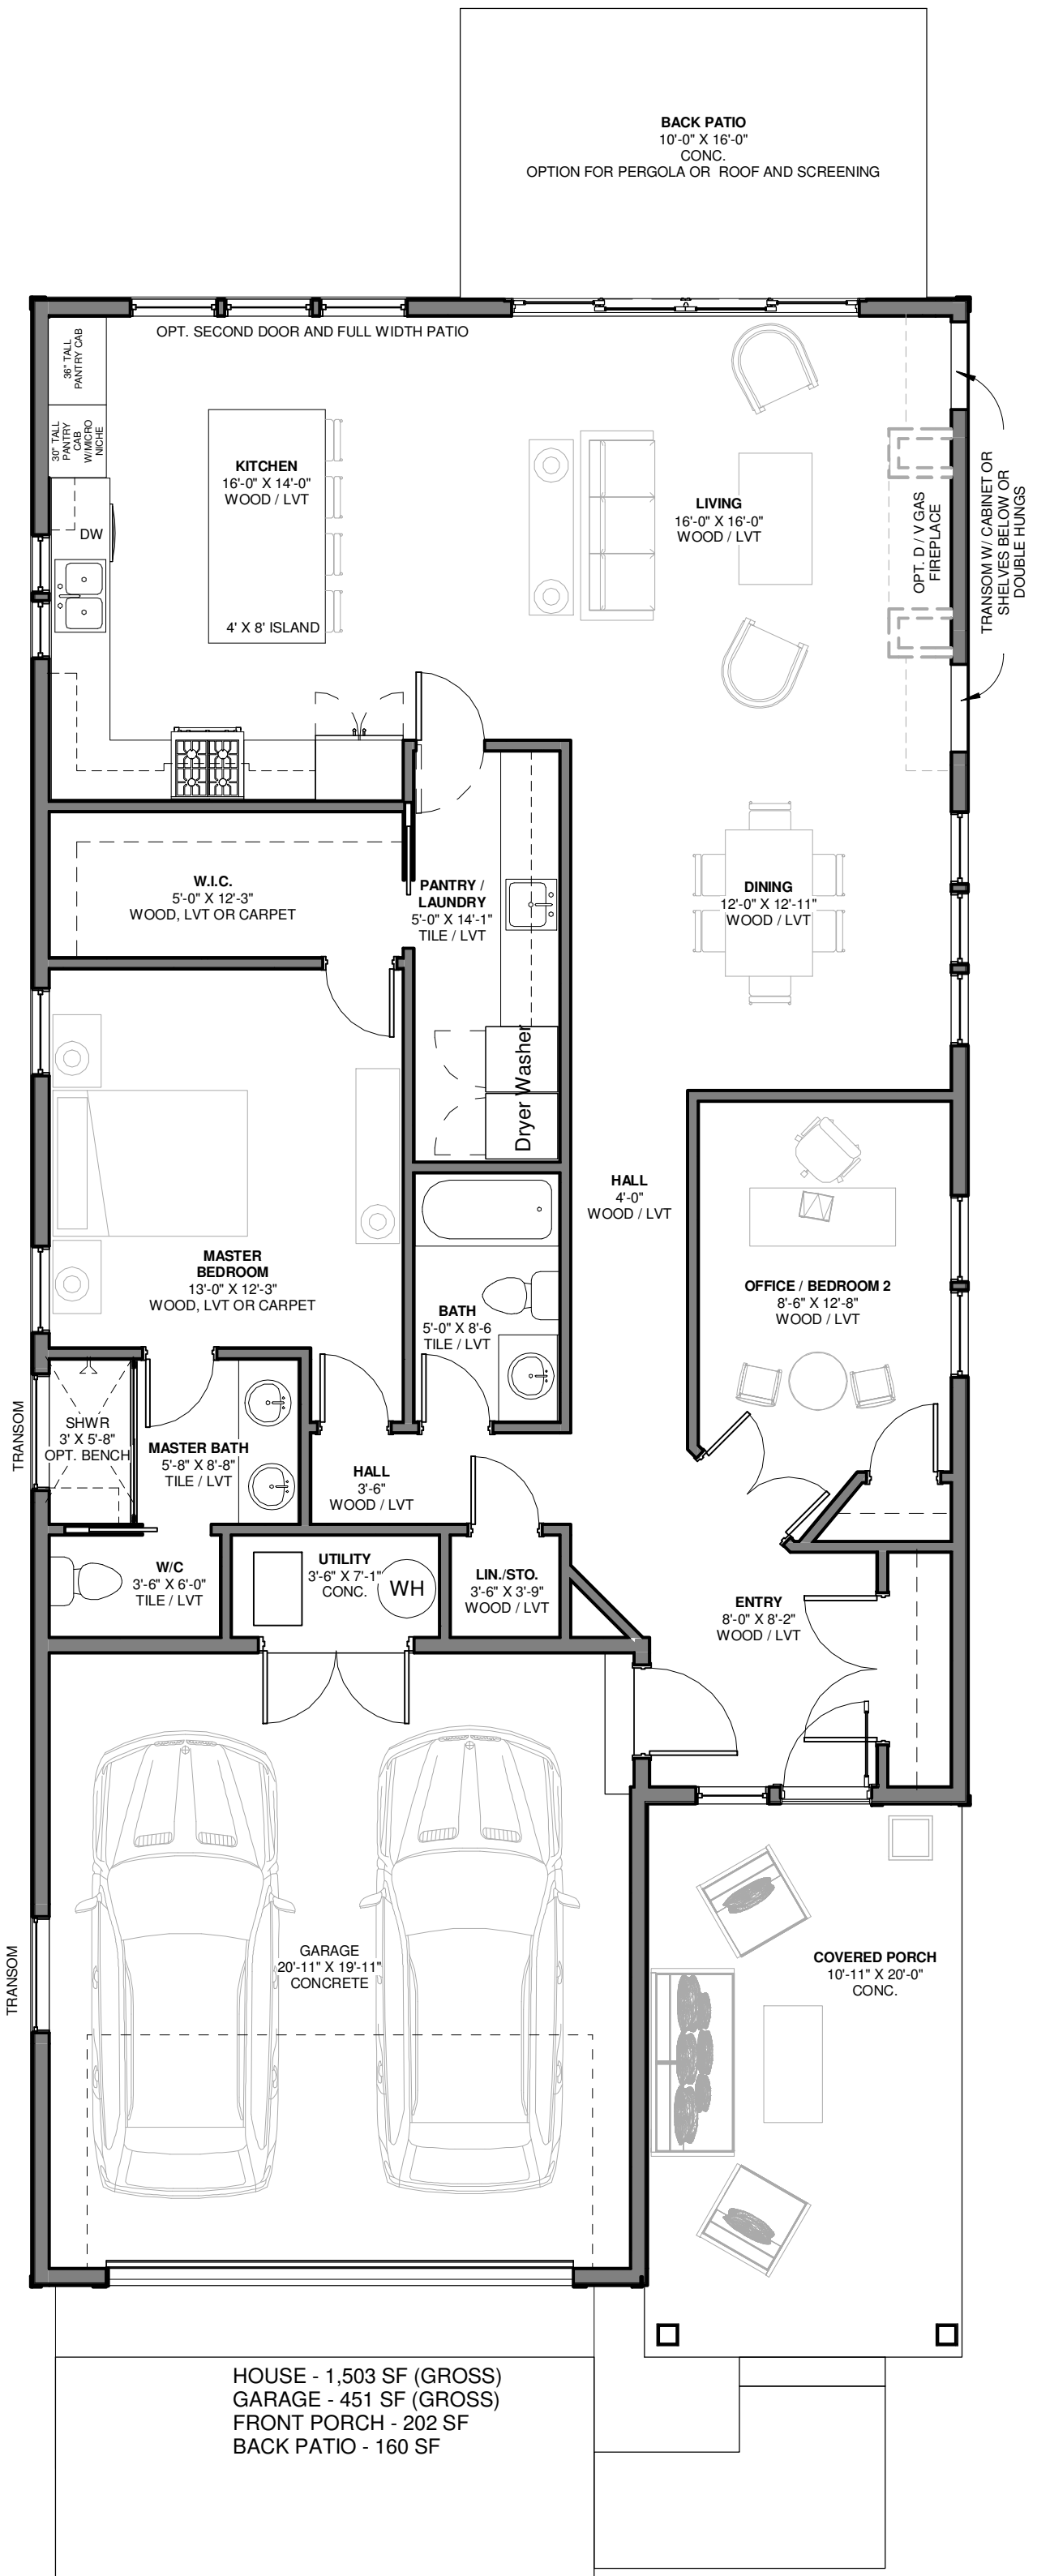 BACK PATIO
10'-0" X 16'-0"
CONC.
OPTION FOR PERGOLA OR  ROOF AND SCREENING
OPT. SECOND DOOR AND FULL WIDTH PATIO
36" TALL
PANTRY CAB
30" TALL
PANTRY
CAB
W/MICRO
NICHE
KITCHEN
16'-0" X 14'-0"
WOOD / LVT
DW
4' X 8' ISLAND
LIVING
16'-0" X 16'-0"
WOOD / LVT
OPT. D / V GAS
FIREPLACE
TRANSOM W/ CABINET OR
SHELVES BELOW OR
DOUBLE HUNGS
W.I.C.
5'-0" X 12'-3"
WOOD, LVT OR CARPET
PANTRY /
LAUNDRY
5'-0" X 14'-1"
TILE / LVT
DINING
12'-0" X 12'-11"
WOOD / LVT
Dryer Washer
HALL
4'-0"
WOOD / LVT
MASTER
BEDROOM
13'-0" X 12'-3"
WOOD, LVT OR CARPET
BATH
5'-0" X 8'-6
TILE / LVT
OFFICE / BEDROOM 2
8'-6" X 12'-8"
WOOD / LVT
TRANSOM
SHWR
3' X 5'-8"
OPT. BENCH
MASTER BATH
5'-8" X 8'-8"
TILE / LVT
HALL
3'-6"
WOOD / LVT
W/C
3'-6" X 6'-0"
TILE / LVT
UTILITY
3'-6" X 7'-1"
CONC.
WH
LIN./STO.
3'-6" X 3'-9"
WOOD / LVT
ENTRY
8'-0" X 8'-2"
WOOD / LVT
TRANSOM
GARAGE
20'-11" X 19'-11"
CONCRETE
COVERED PORCH
10'-11" X 20'-0"
CONC.
HOUSE - 1,503 SF (GROSS)
GARAGE - 451 SF (GROSS)
FRONT PORCH - 202 SF
BACK PATIO - 160 SF